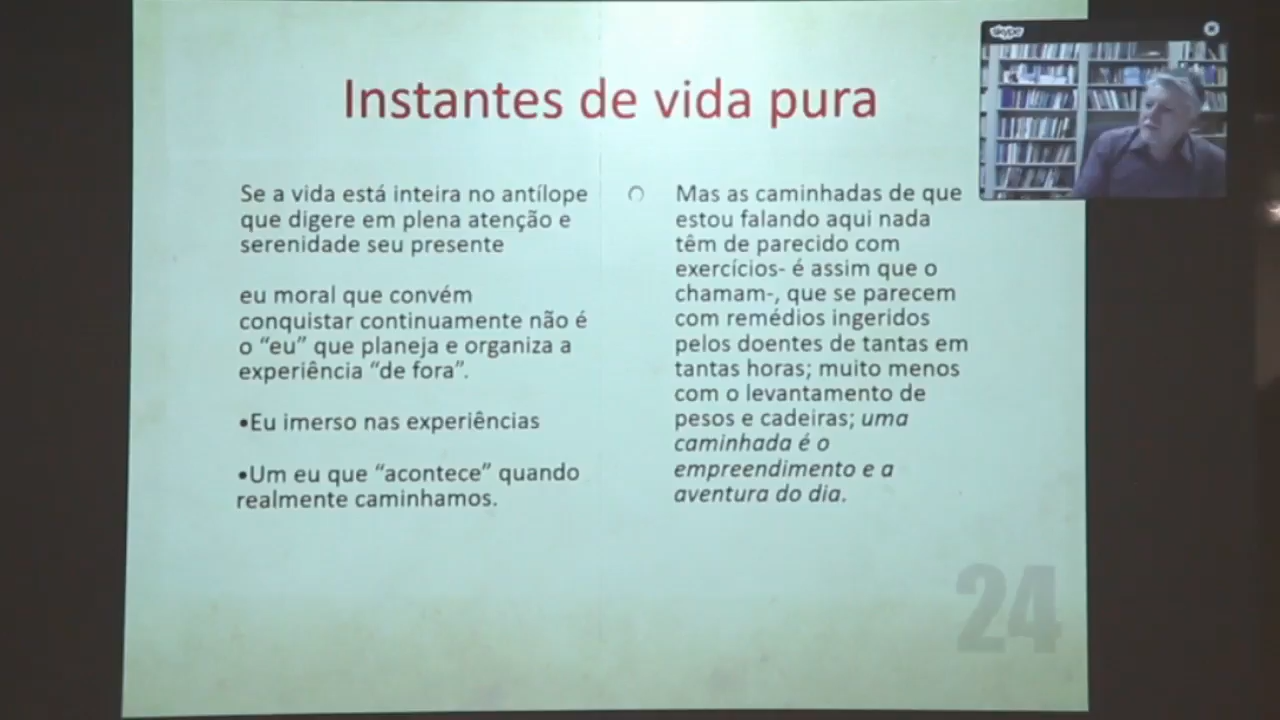 skype
Instantes de vida pura
Se a vida está inteira no antílope
que digere em plena atenção e
serenidade seu presente
eu moral que convém
conquistar continuamente não é
o “eu” que planeja e organiza a
experiência “de fora”.
•Eu imerso nas experiências
•Um eu que “acontece” quando
realmente caminhamos.
Mas as caminhadas de que
estou falando aqui nada
têm de parecido com
exercícios- é assim que o
chamam-, que se parecem
com remédios ingeridos
pelos doentes de tantas em
tantas horas; muito menos
com o levantamento de
pesos e cadeiras; uma
caminhada é o
empreendimento e a
aventura do dia.
24